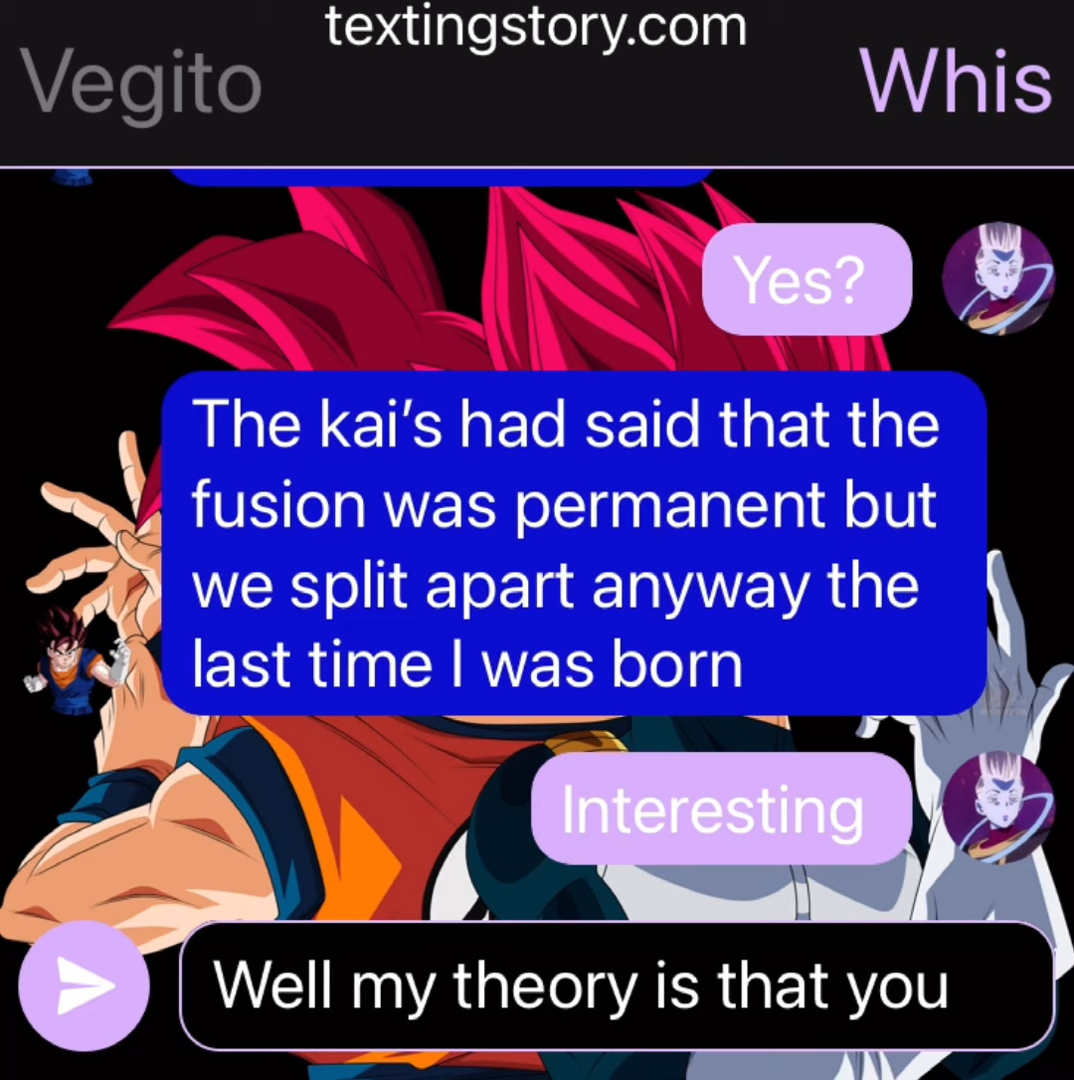 textingstory.com
Vegito
Whis
Yes?
The kai’s had said that the
fusion was permanent but
we split apart anyway the
last time I was born
Interesting
Well my theory is that you